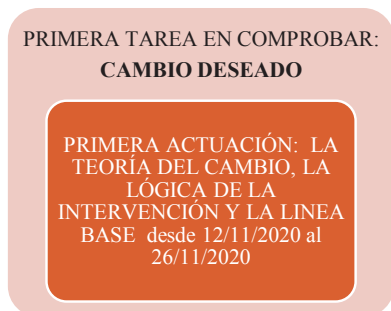 PRIMERA TAREA EN COMPROBAR:
CAMBIO DESEADO
PRIMERA ACTUACIÓN: LA
TEORÍA DEL CAMBIO, LA
LÓGICA DE LA
INTERVENCIÓN Y LA LINEA
BASE desde 12/11/2020 al
26/11/2020